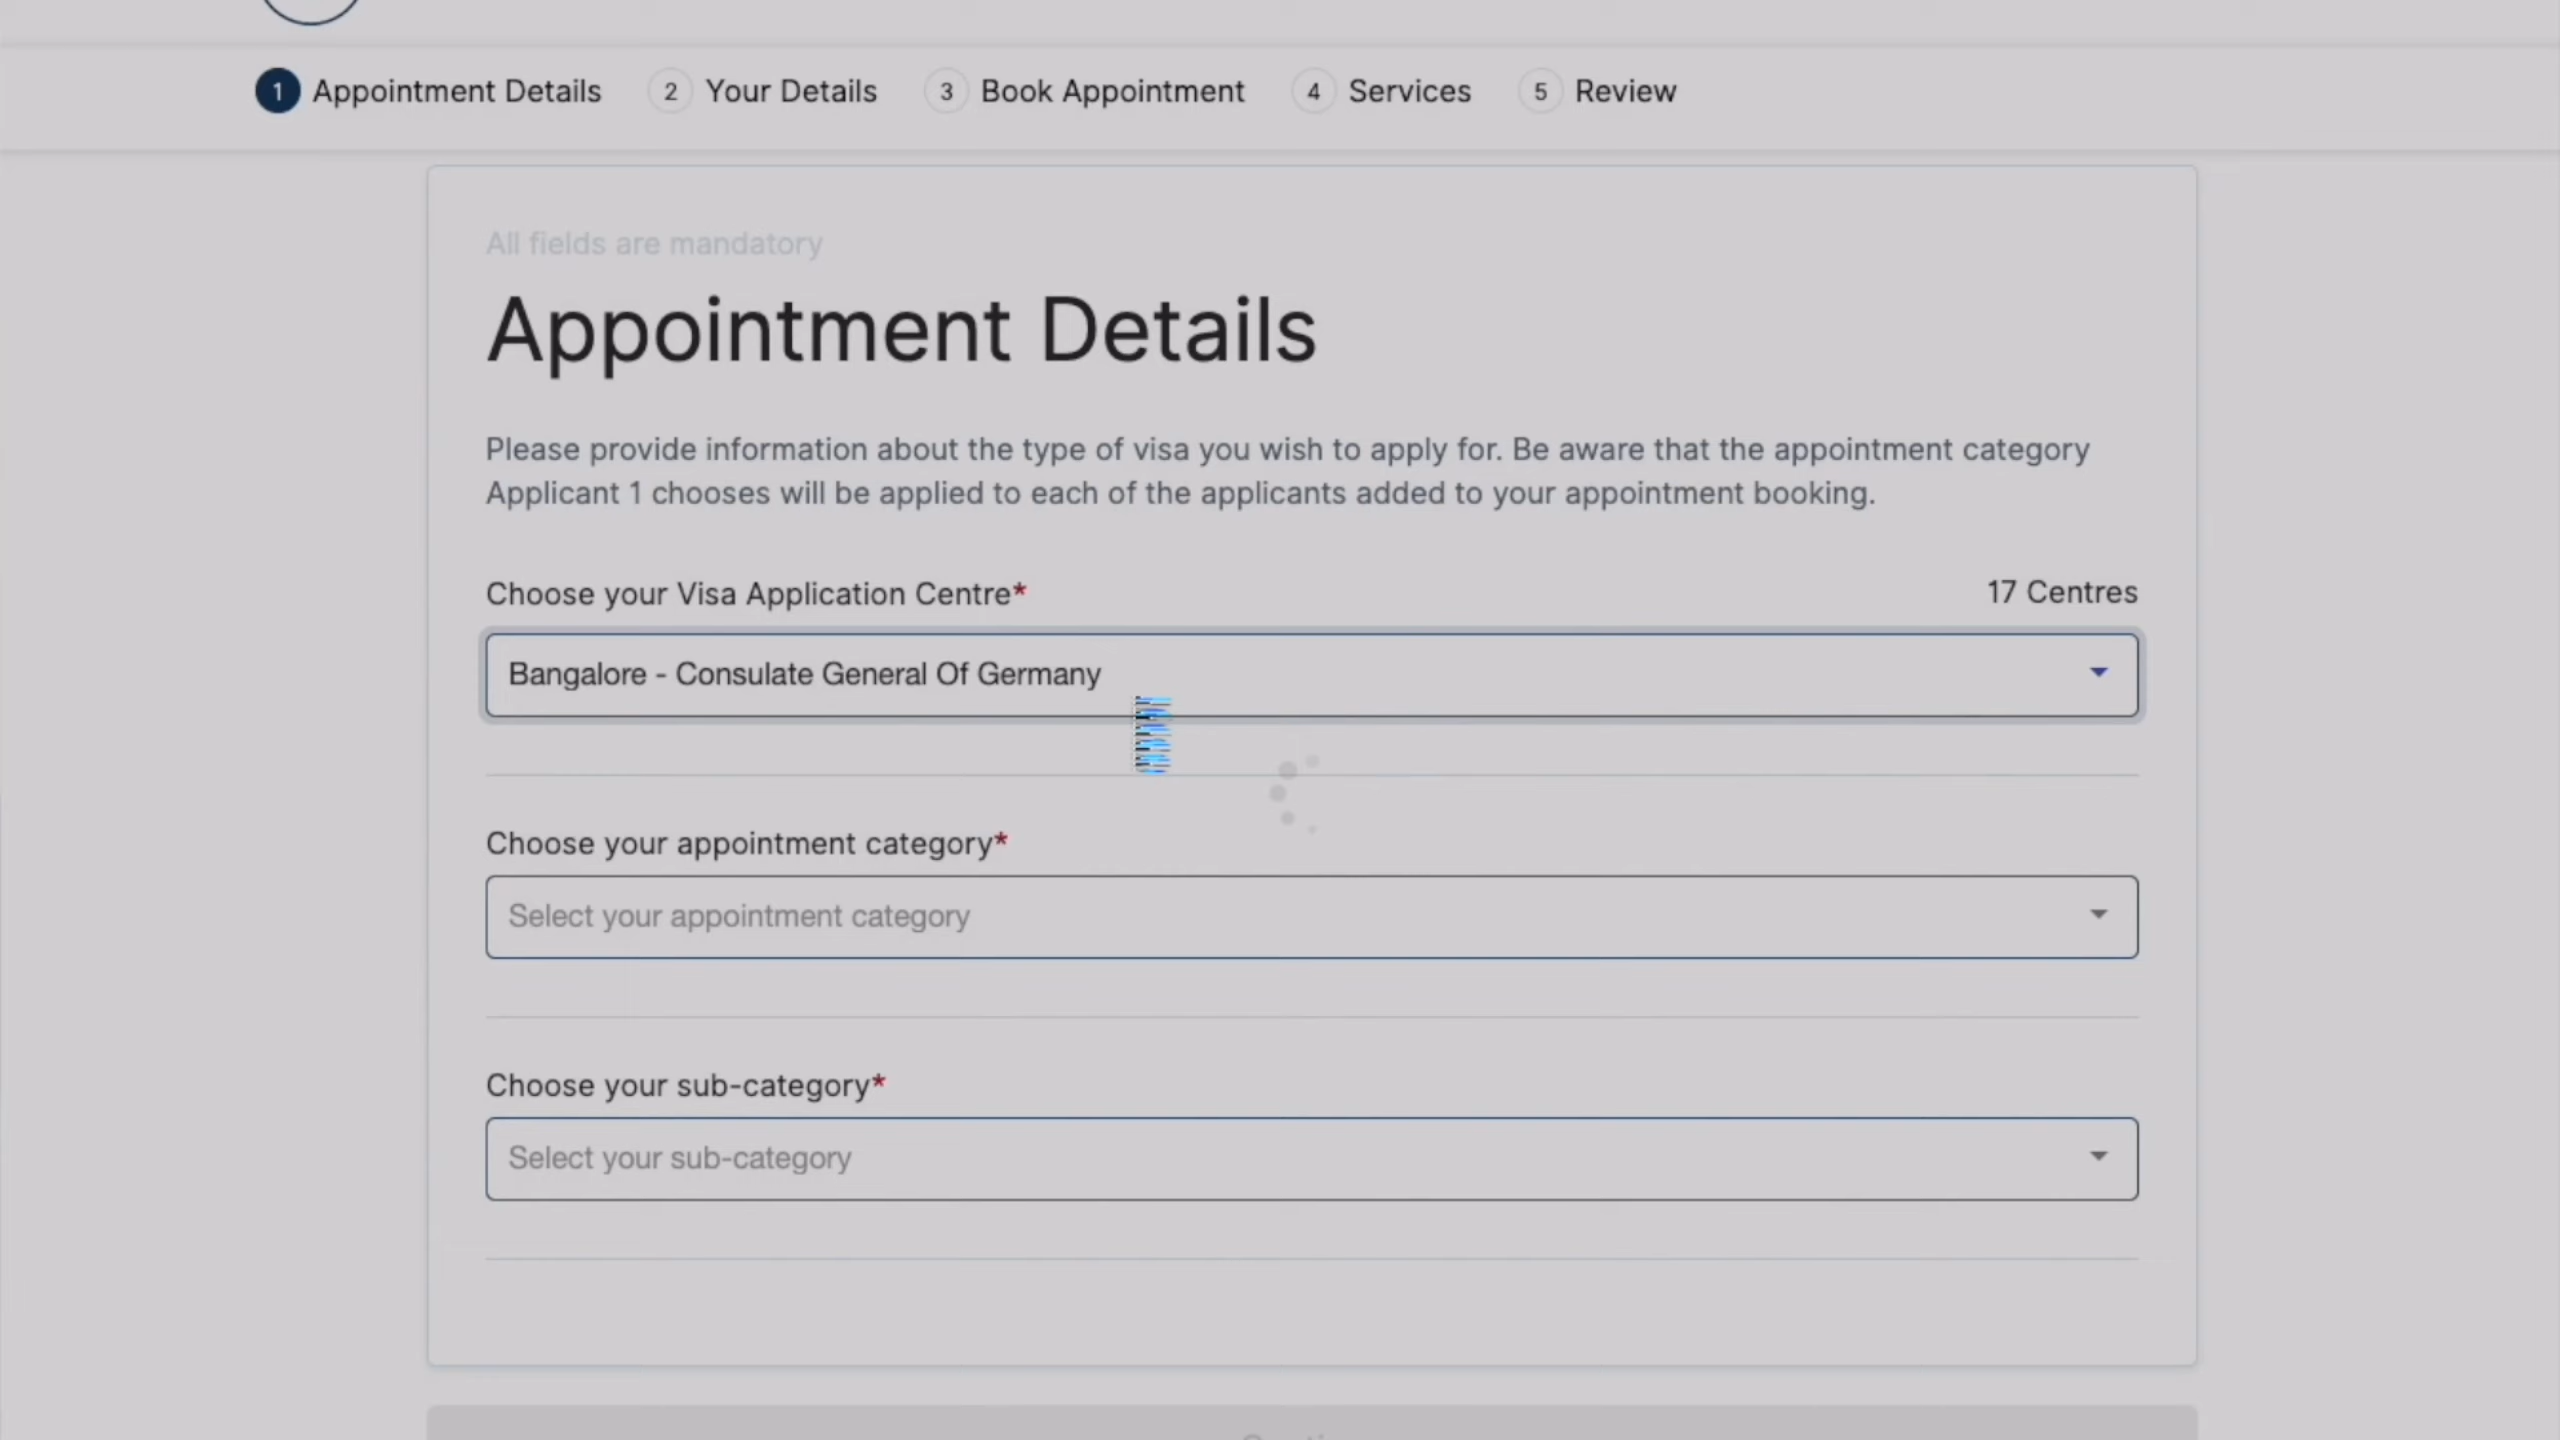 1 Appointment Details 2 Your Details 3 Book Appointment 4 Services 5 Review
All fields are mandatory
Appointment Details
Please provide information about the type of visa you wish to apply for. Be aware that the appointment category
Applicant 1 chooses will be applied to each of the applicants added to your appointment booking.
Choose your Visa Application Centre* 17 Centres
Bangalore - Consulate General Of Germany
Choose your appointment category*
Select your appointment category
Choose your sub-category*
Select your sub-category